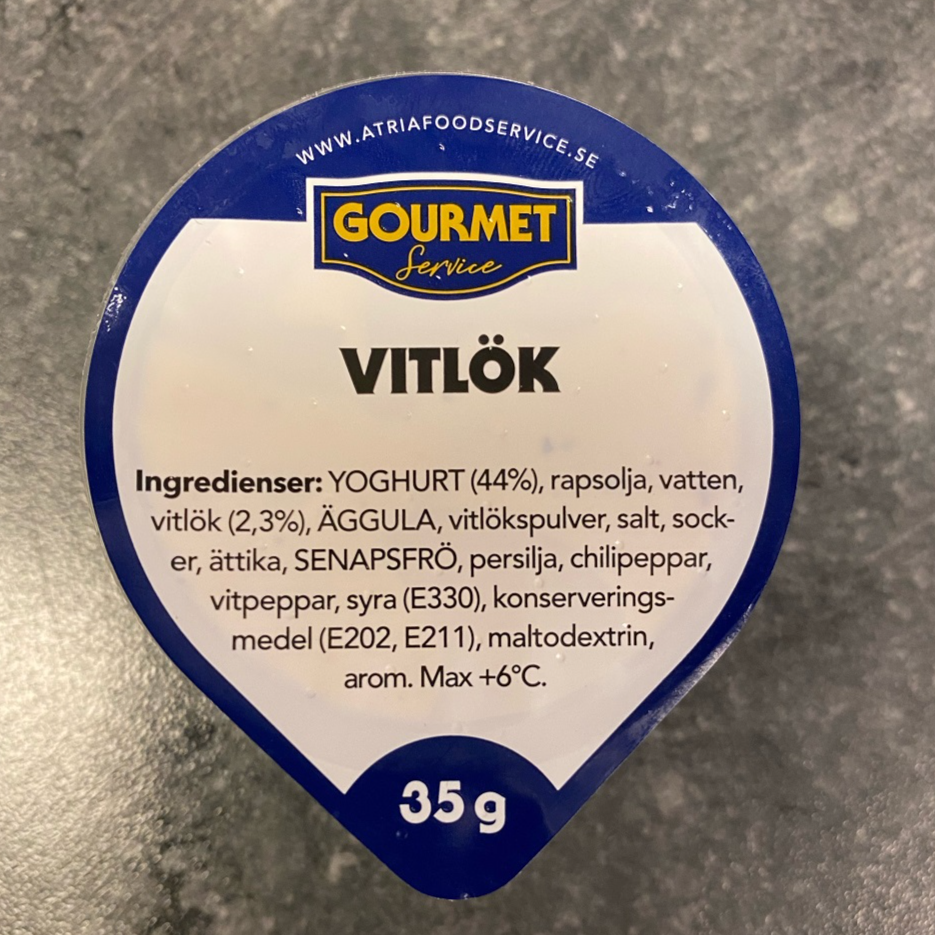 WWW.ATRIAFOODSERVICE.SE
GOURMET
Service
VITLÖK
Ingredienser: YOGHURT (44%), rapsolja, vatten,
vitlök (2,3%), ÄGGULA, vitlökspulver, salt, sock-
er, ättika, SENAPSFRÖ, persilja, chilipeppar,
vitpeppar, syra (E330), konserverings-
medel (E202, E211), maltodextrin,
arom. Max +6°C.
35 g